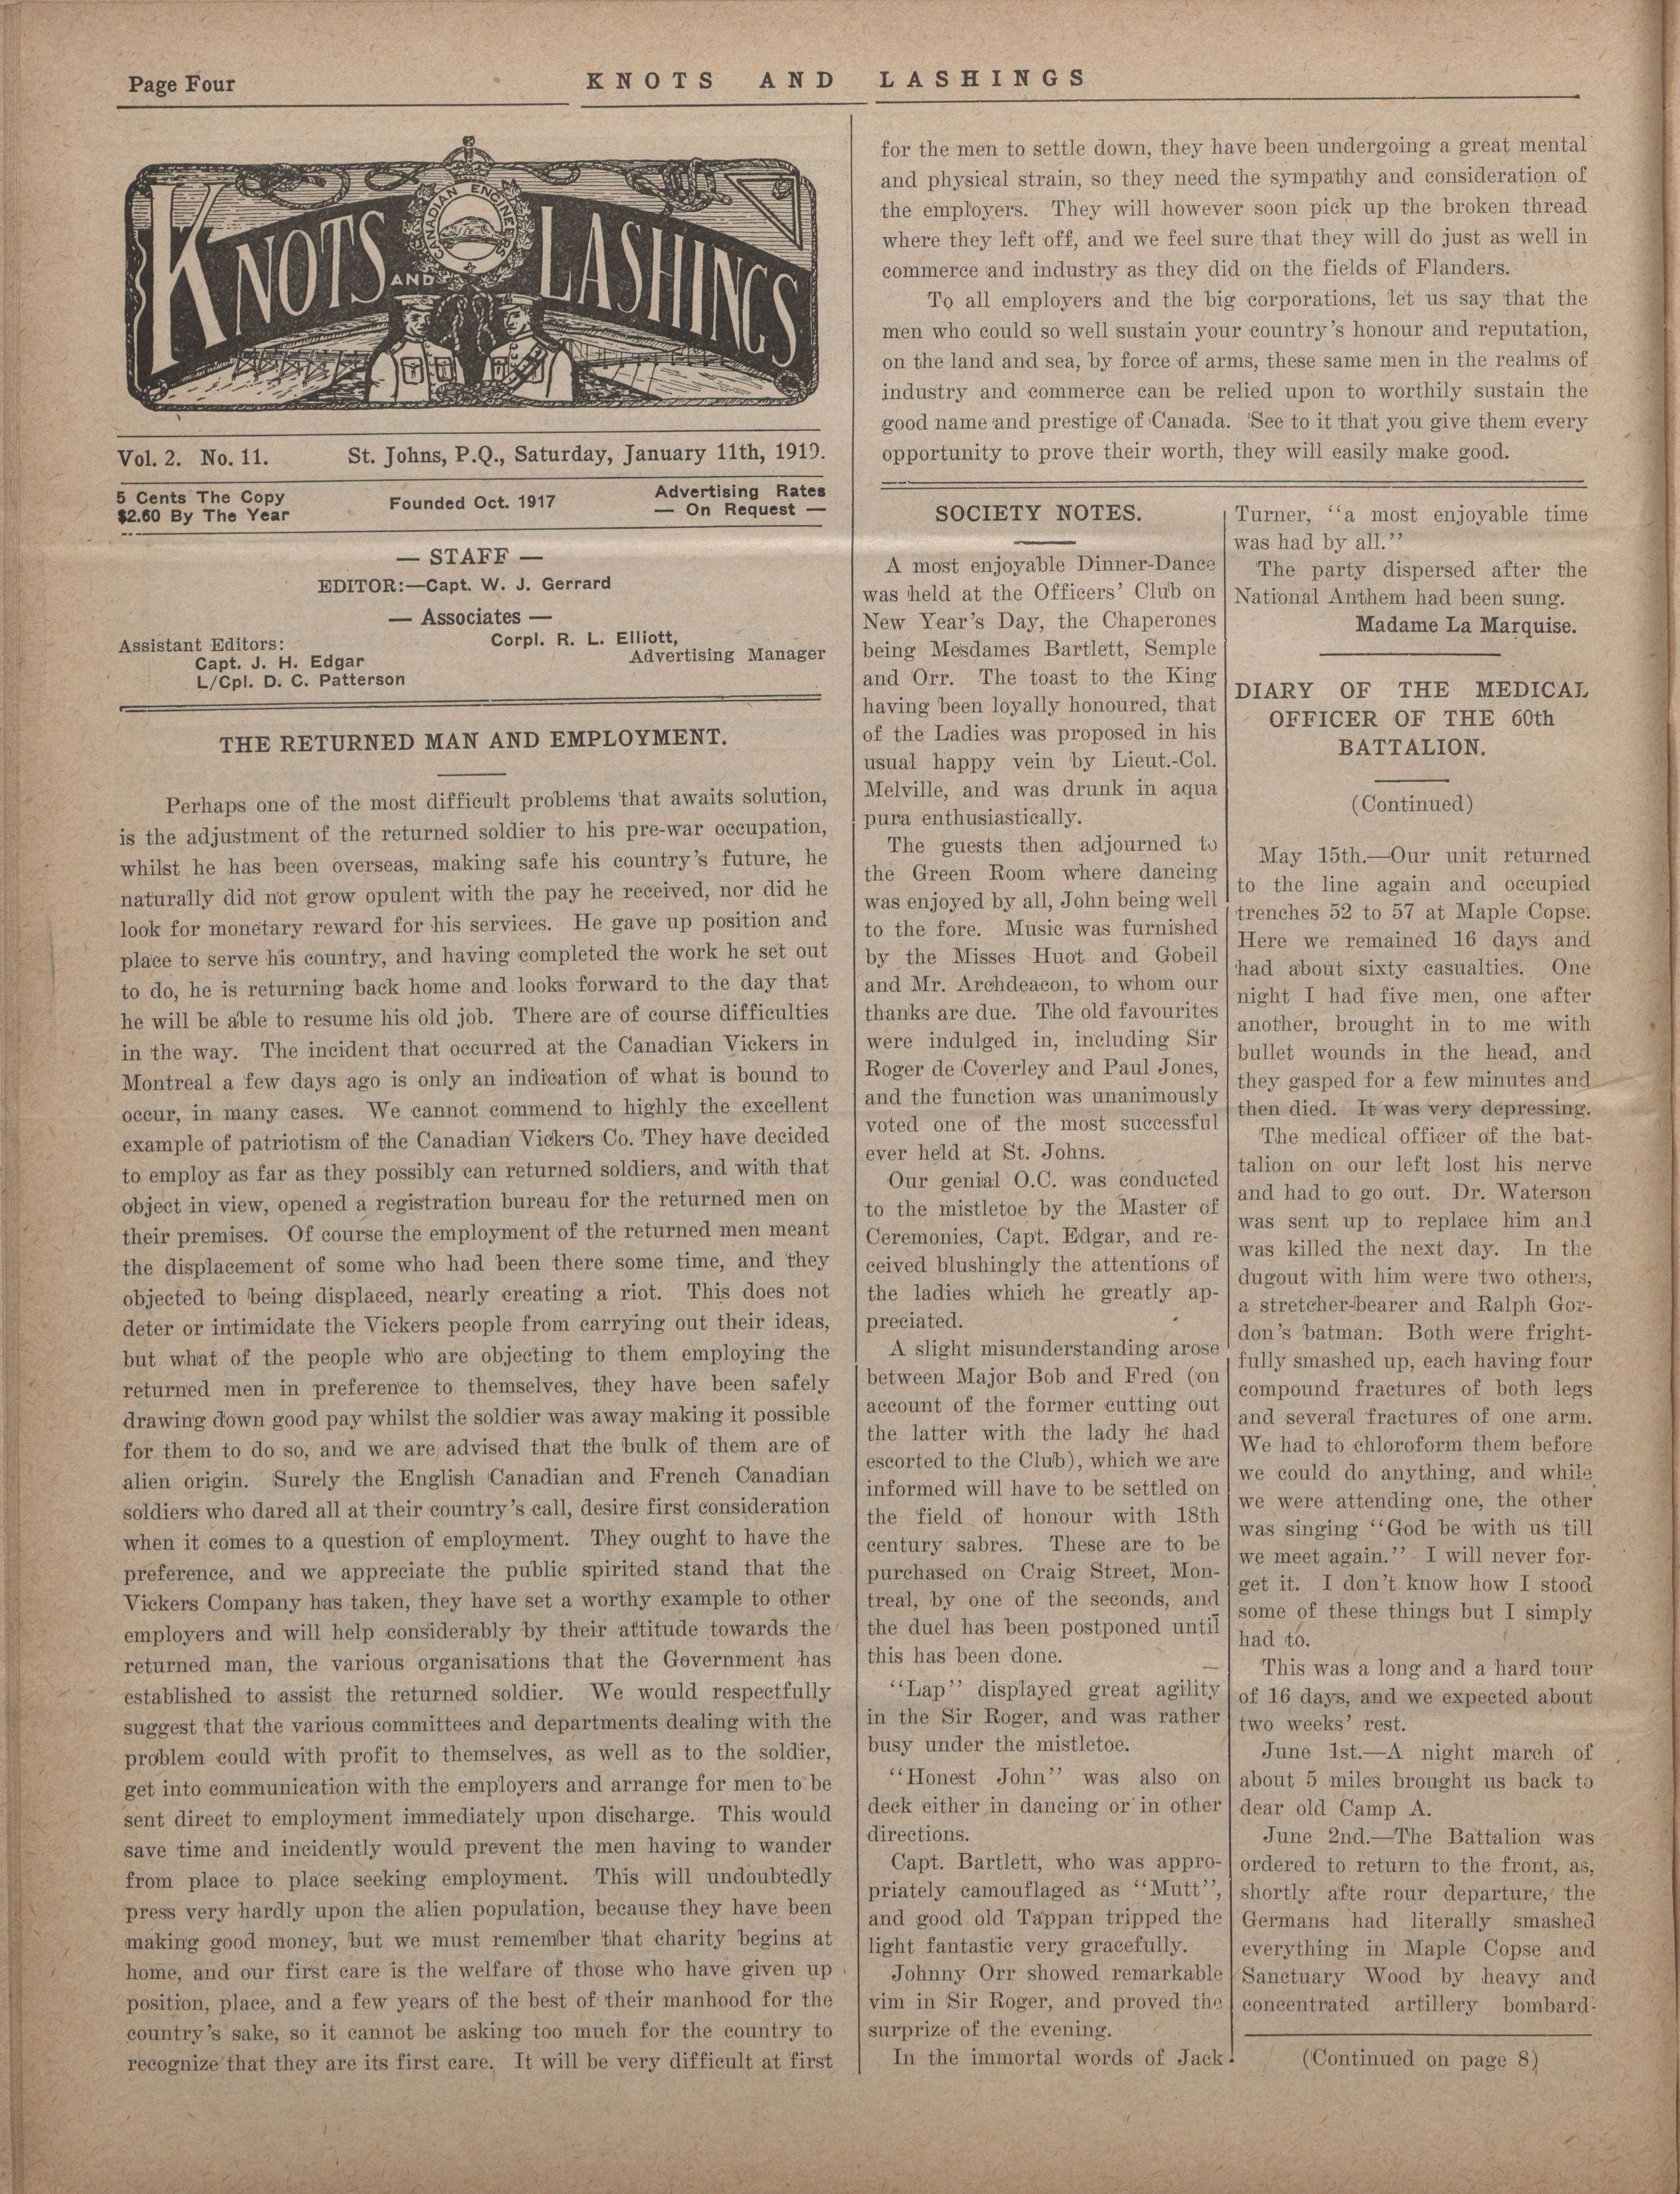 Page Four
KNOTS AND LASHINGS
KNOTS AND LASHINGS
CANADIAN ENGINEERS
Vol. 2. No. 11. St. Johns, P.Q., Saturday, January 11th, 1919.
5 Cents The Copy
$2.60 By The Year
Founded Oct. 1917
Advertising Rates
— On Request —
— STAFF —
EDITOR:—Capt. W. J. Gerrard
— Associates —
Assistant Editors:
Capt. J. H. Edgar
L/Cpl. D. C. Patterson
Corpl. R. L. Elliott,
Advertising Manager
THE RETURNED MAN AND EMPLOYMENT.
Perhaps one of the most difficult problems that awaits solution,
is the adjustment of the returned soldier to his pre-war occupation,
whilst he has been overseas, making safe his country's future, he
naturally did not grow opulent with the pay he received, nor did he
look for monetary reward for his services. He gave up position and
place to serve his country, and having completed the work he set out
to do, he is returning back home and looks forward to the day that
he will be able to resume his old job. There are of course difficulties
in the way. The incident that occurred at the Canadian Vickers in
Montreal a few days ago is only an indication of what is bound to
occur, in many cases. We cannot commend to highly the excellent
example of patriotism of the Canadian Vickers Co. They have decided
to employ as far as they possibly can returned soldiers, and with that
object in view, opened a registration bureau for the returned men on
their premises. Of course the employment of the returned men meant
the displacement of some who had been there some time, and they
objected to being displaced, nearly creating a riot. This does not
deter or intimidate the Vickers people from carrying out their ideas,
but what of the people who are objecting to them employing the
returned men in preference to themselves, they have been safely
drawing down good pay whilst the soldier was away making it possible
for them to do so, and we are advised that the bulk of them are of
alien origin. Surely the English Canadian and French Canadian
soldiers who dared all at their country's call, desire first consideration
when it comes to a question of employment. They ought to have the
preference, and we appreciate the public spirited stand that the
Vickers Company has taken, they have set a worthy example to other
employers and will help considerably by their attitude towards the
returned man, the various organisations that the Government has
established to assist the returned soldier. We would respectfully
suggest that the various committees and departments dealing with the
problem could with profit to themselves, as well as to the soldier,
get into communication with the employers and arrange for men to be
sent direct to employment immediately upon discharge. This would
save time and incidently would prevent the men having to wander
from place to place seeking employment. This will undoubtedly
press very hardly upon the alien population, because they have been
making good money, but we must remember that charity begins at
home, and our first care is the welfare of those who have given up
position, place, and a few years of the best of their manhood for the
country's sake, so it cannot be asking too much for the country to
recognize that they are its first care. It will be very difficult at first
for the men to settle down, they have been undergoing a great mental
and physical strain, so they need the sympathy and consideration of
the employers. They will however soon pick up the broken thread
where they left off, and we feel sure that they will do just as well in
commerce and industry as they did on the fields of Flanders.
To all employers and the big corporations, let us say that the
men who could so well sustain your country's honour and reputation,
on the land and sea, by force of arms, these same men in the realms of
industry and commerce can be relied upon to worthily sustain the
good name and prestige of Canada. See to it that you give them every
opportunity to prove their worth, they will easily make good.
SOCIETY NOTES.
A most enjoyable Dinner-Dance
was held at the Officers' Club on
New Year's Day, the Chaperones
being Mesdames Bartlett, Semple
and Orr. The toast to the King
having been loyally honoured, that
of the Ladies was proposed in his
usual happy vein by Lieut.-Col.
Melville, and was drunk in aqua
pura enthusiastically.
The guests then adjourned to
the Green Room where dancing
was enjoyed by all, John being well
to the fore. Music was furnished
by the Misses Huot and Gobeil
and Mr. Archdeacon, to whom our
thanks are due. The old favourites
were indulged in, including Sir
Roger de Coverley and Paul Jones,
and the function was unanimously
voted one of the most successful
ever held at St. Johns.
Our genial O.C. was conducted
to the mistletoe by the Master of
Ceremonies, Capt. Edgar, and re-
ceived blushingly the attentions of
the ladies which he greatly ap-
preciated.
A slight misunderstanding arose
between Major Bob and Fred (on
account of the former cutting out
the latter with the lady he had
escorted to the Club), which we are
informed will have to be settled on
the field of honour with 18th
century sabres. These are to be
purchased on Craig Street, Mon-
treal, by one of the seconds, and
the duel has been postponed until
this has been done.
"Lap" displayed great agility
in the Sir Roger, and was rather
busy under the mistletoe.
"Honest John" was also on
deck either in dancing or in other
directions.
Capt. Bartlett, who was appro-
priately camouflaged as "Mutt",
and good old Tappan tripped the
light fantastic very gracefully.
Johnny Orr showed remarkable
vim in Sir Roger, and proved the
surprize of the evening.
In the immortal words of Jack
Turner, "a most enjoyable time
was had by all."
The party dispersed after the
National Anthem had been sung.
Madame La Marquise.
DIARY OF THE MEDICAL
OFFICER OF THE 60th
BATTALION.
(Continued)
May 15th.—Our unit returned
to the line again and occupied
trenches 52 to 57 at Maple Copse.
Here we remained 16 days and
had about sixty casualties. One
night I had five men, one after
another, brought in to me with
bullet wounds in the head, and
they gasped for a few minutes and
then died. It was very depressing.
The medical officer of the bat-
talion on our left lost his nerve
and had to go out. Dr. Waterson
was sent up to replace him and
was killed the next day. In the
dugout with him were two others,
a stretcher-bearer and Ralph Gor-
don's batman. Both were fright-
fully smashed up, each having four
compound fractures of both legs
and several fractures of one arm.
We had to chloroform them before
we could do anything, and while
we were attending one, the other
was singing "God be with us till
we meet again." I will never for-
get it. I don't know how I stood
some of these things but I simply
had to.
This was a long and a hard tour
of 16 days, and we expected about
two weeks' rest.
June 1st.—A night march of
about 5 miles brought us back to
dear old Camp A.
June 2nd.—The Battalion was
ordered to return to the front, as,
shortly afte rour departure, the
Germans had literally smashed
everything in Maple Copse and
Sanctuary Wood by heavy and
concentrated artillery bombard-
(Continued on page 8)